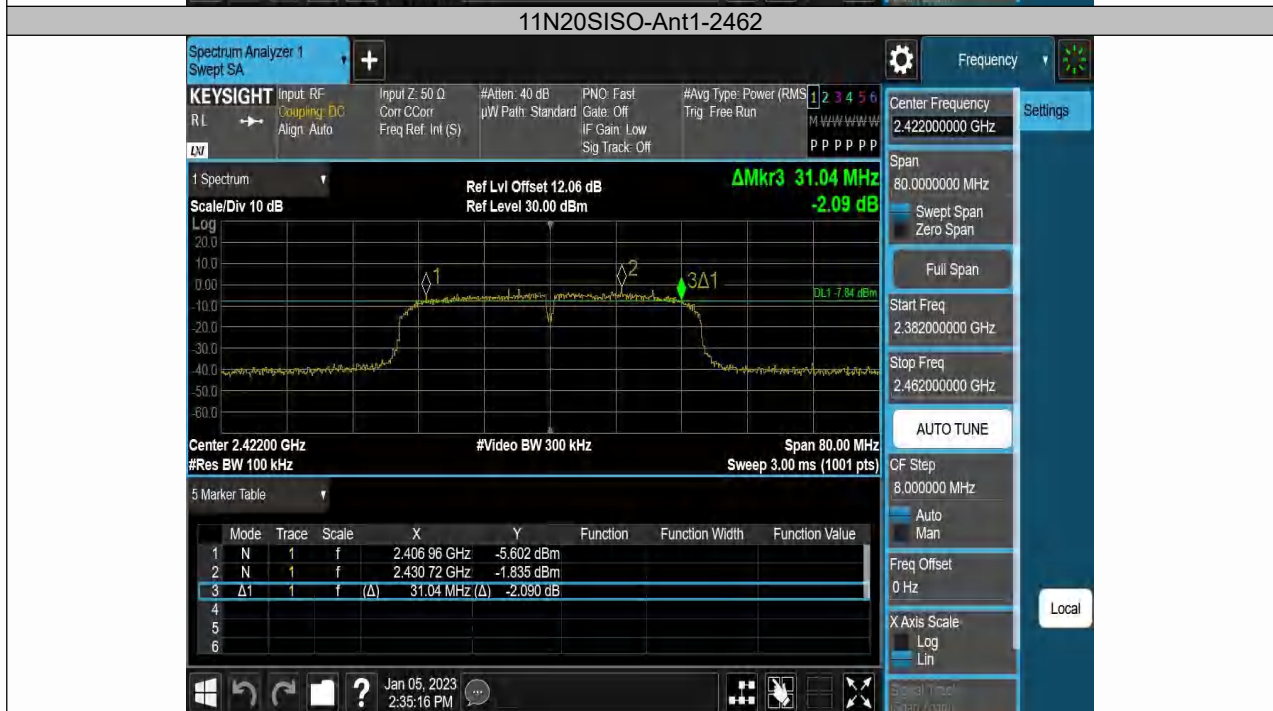 11N20SISO-Ant1-2462
Spectrum Analyzer 1
Swept SA
+
Frequency
KEYSIGHT
RL
LXI
Input: RF
Coupling: DC
Align: Auto
Input Z: 50 Ω
Corr CCorr
Freq Ref: Int (S)
#Atten: 40 dB
µW Path: Standard
PNO: Fast
Gate: Off
IF Gain: Low
Sig Track: Off
#Avg Type: Power (RMS
Trig: Free Run
1 2 3 4 5 6
M W W W W W
P P P P P P
1 Spectrum
Scale/Div 10 dB
Ref Lvl Offset 12.06 dB
Ref Level 30.00 dBm
ΔMkr3 31.04 MHz
-2.09 dB
Log
20.0
10.0
0.00
-10.0
-20.0
-30.0
-40.0
-50.0
-60.0
1
2
3Δ1
DL1 -7.84 dBm
Center 2.42200 GHz
#Video BW 300 kHz
Span 80.00 MHz
#Res BW 100 kHz
Sweep 3.00 ms (1001 pts)
5 Marker Table
Mode Trace Scale X Y Function Function Width Function Value
1 N 1 f 2.406 96 GHz -5.602 dBm
2 N 1 f 2.430 72 GHz -1.835 dBm
3 Δ1 1 f (Δ) 31.04 MHz (Δ) -2.090 dB
4
5
6
Jan 05, 2023
2:35:16 PM
Center Frequency
2.422000000 GHz
Settings
Span
80.0000000 MHz
Swept Span
Zero Span
Full Span
Start Freq
2.382000000 GHz
Stop Freq
2.462000000 GHz
AUTO TUNE
CF Step
8.000000 MHz
Auto
Man
Freq Offset
0 Hz
X Axis Scale
Log
Lin
Local
Signal Track
(Span Zoom)